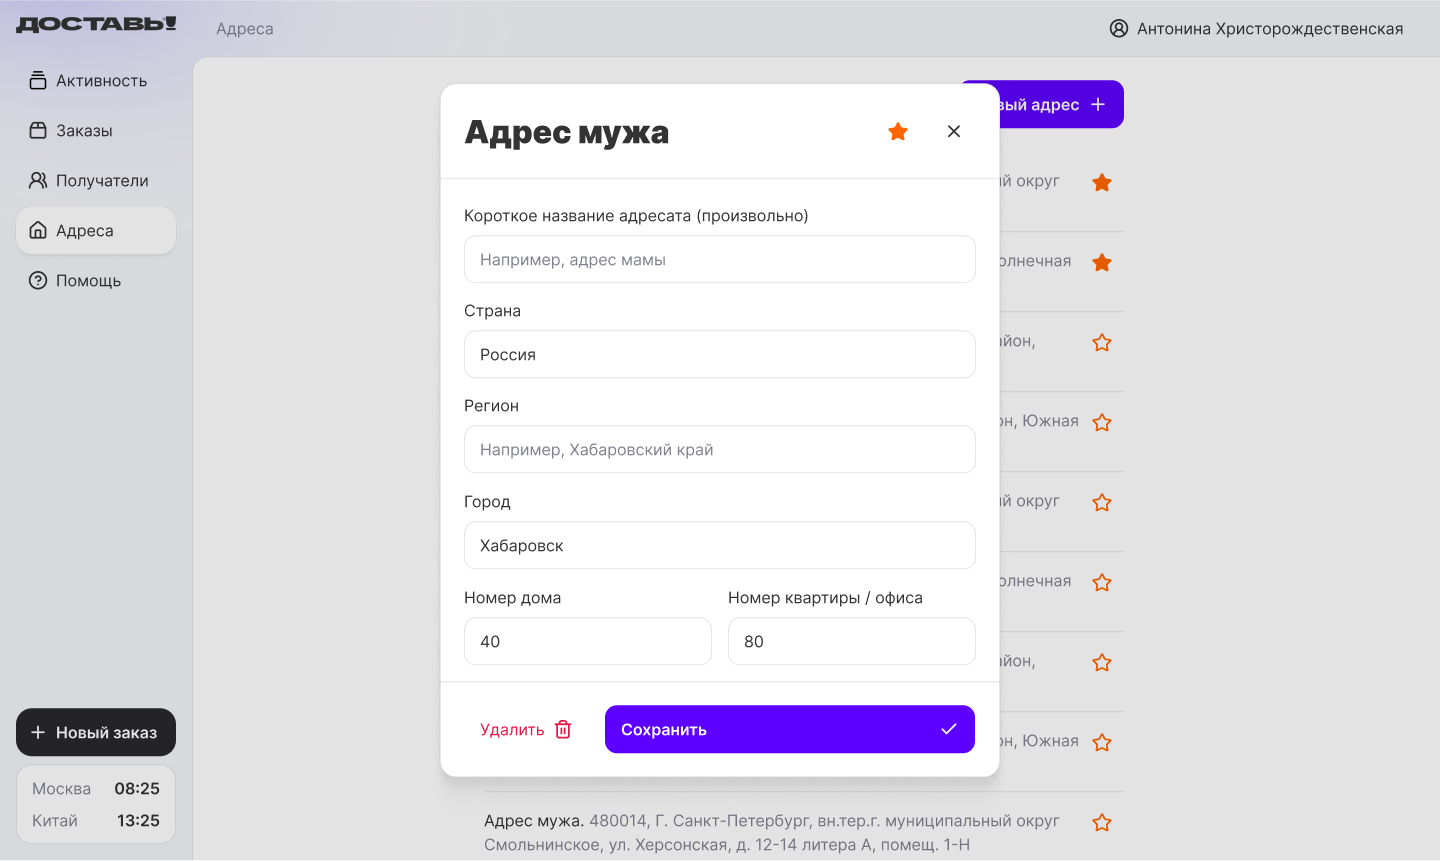 ДОСТАВЬ!
Адреса
Антонина Христорождественская
Активность
Заказы
Получатели
Адреса
Помощь
Новый заказ
Москва 08:25
Китай 13:25
вый адрес
ий округ
олнечная
айон,
он, Южная
ий округ
олнечная
айон,
он, Южная
Адрес мужа. 480014, Г. Санкт-Петербург, вн.тер.г. муниципальный округ
Смольнинское, ул. Херсонская, д. 12-14 литера А, помещ. 1-Н
Адрес мужа
Короткое название адресата (произвольно)
Например, адрес мамы
Страна
Россия
Регион
Например, Хабаровский край
Город
Хабаровск
Номер дома Номер квартиры / офиса
40 80
Удалить Сохранить